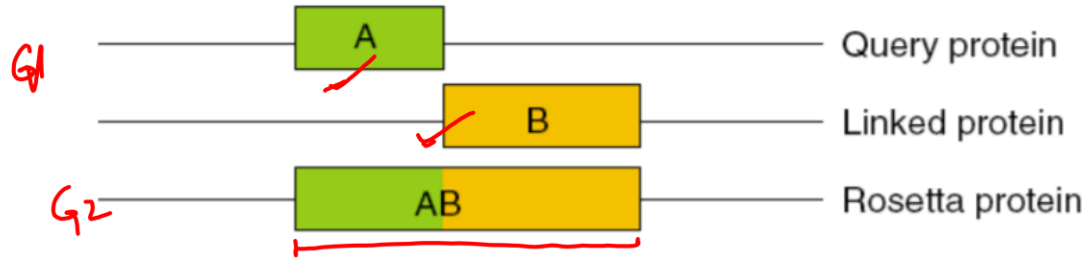 G1
A Query protein
B Linked protein
G2
AB Rosetta protein